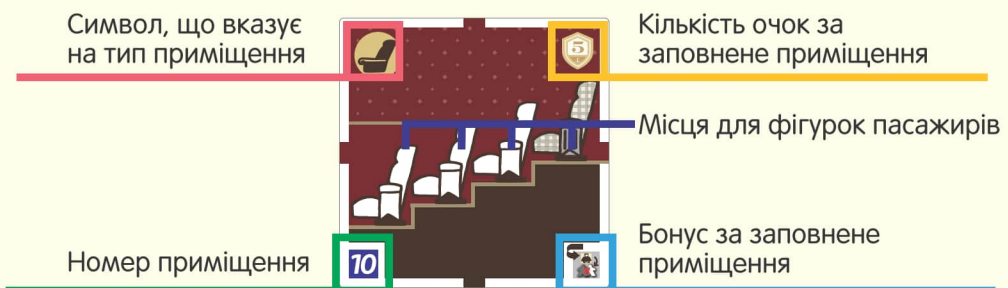 Символ, що вказує
на тип приміщення
Кількість очок за
заповнене приміщення
5
Місця для фігурок пасажирів
Номер приміщення
10
Бонус за заповнене
приміщення